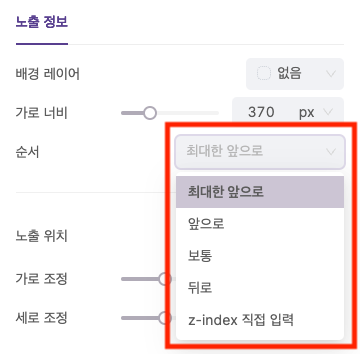 노출 정보
배경 레이어
없음
가로 너비
370 px
순서
최대한 앞으로
최대한 앞으로
앞으로
보통
뒤로
z-index 직접 입력
노출 위치
가로 조정
세로 조정